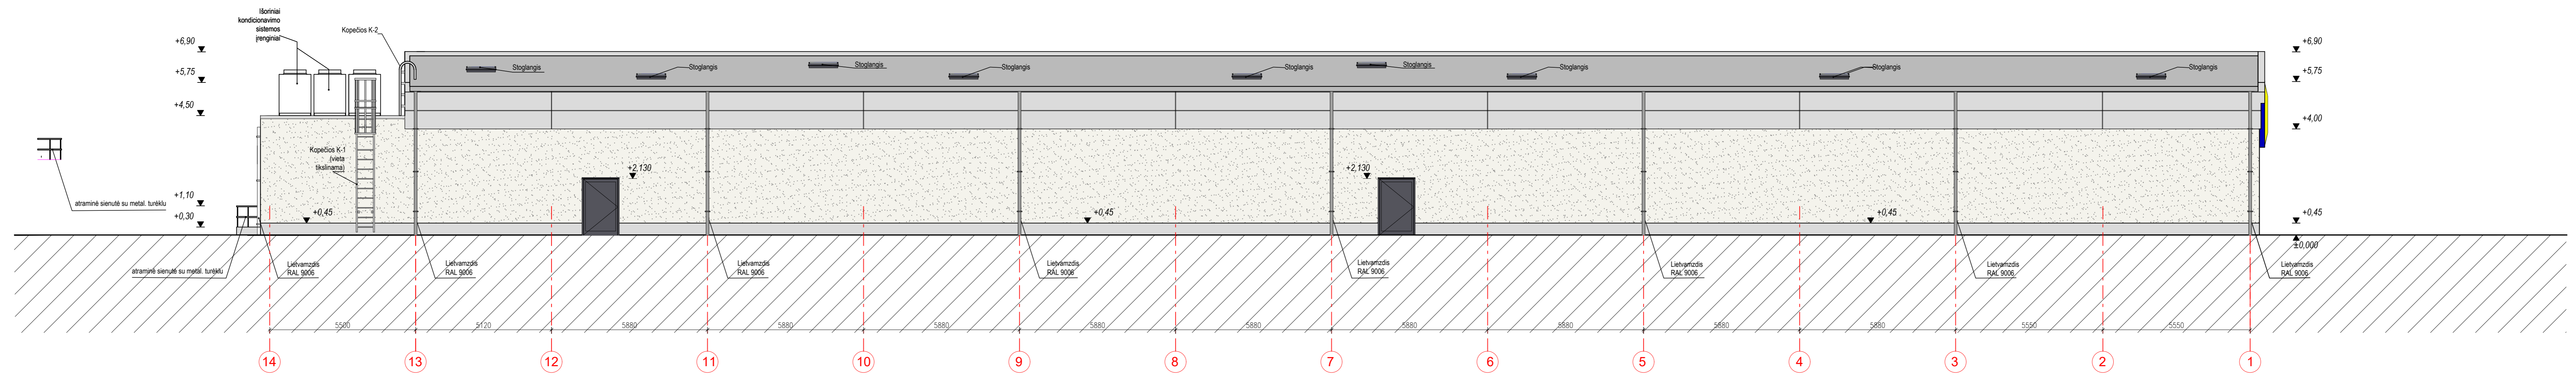 Išoriniai
kondicionavimo
sistemos
įrenginiai
Kopečios K-2
+6,90
+5,75
+4,50
Stoglangis
Stoglangis
Stoglangis
Stoglangis
Stoglangis
Stoglangis
Stoglangis
Stoglangis
Stoglangis
+6,90
+5,75
+4,00
Kopečios K-1
(vieta
tikslinama)
+2,130
+2,130
atraminė sienutė su metal. turėklu
+1,10
+0,30
+0,45
+0,45
+0,45
+0,45
±0,000
atraminė sienutė su metal. turėklu
Lietvamzdis
RAL 9006
Lietvamzdis
RAL 9006
Lietvamzdis
RAL 9006
Lietvamzdis
RAL 9006
Lietvamzdis
RAL 9006
Lietvamzdis
RAL 9006
Lietvamzdis
RAL 9006
Lietvamzdis
RAL 9006
5500 5120 5880 5880 5880 5880 5880 5880 5880 5880 5880 5550 5550
14 13 12 11 10 9 8 7 6 5 4 3 2 1